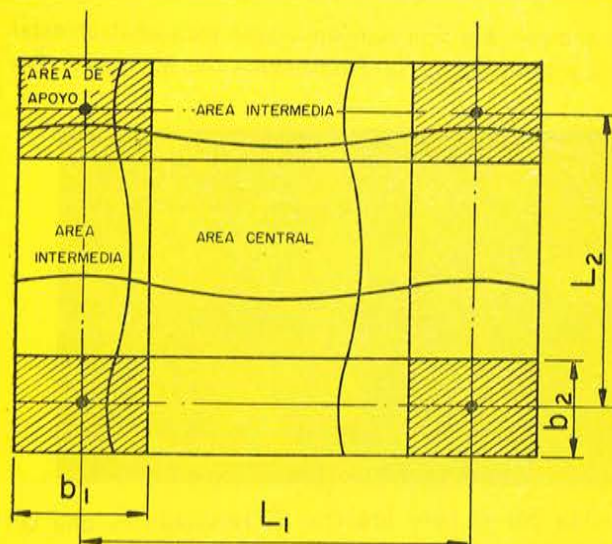 AREA DE
APOYO
AREA INTERMEDIA
AREA
INTERMEDIA
AREA CENTRAL
L2
b2
b1
L1